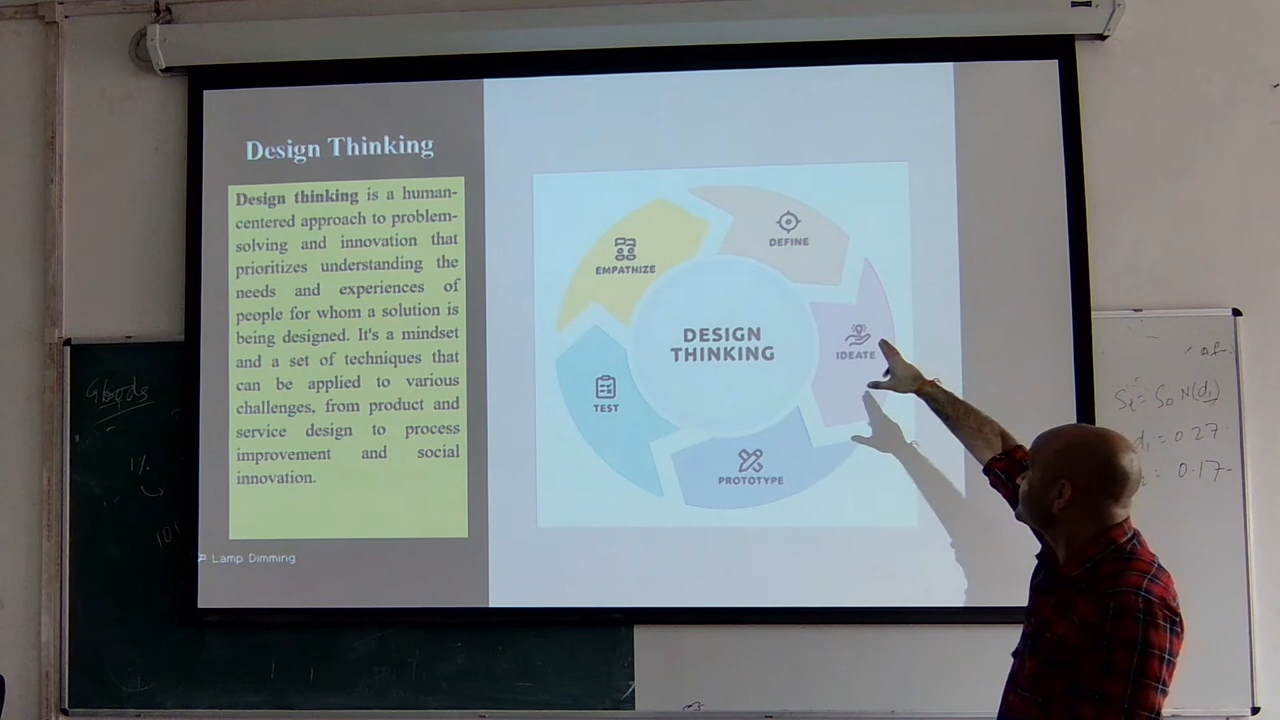 Design Thinking
Design thinking is a human-
centered approach to problem-
solving and innovation that
prioritizes understanding the
needs and experiences of
people for whom a solution is
being designed. It's a mindset
and a set of techniques that
can be applied to various
challenges, from product and
service design to process
improvement and social
innovation.
Lamp Dimming
DEFINE
EMPATHIZE
DESIGN
THINKING
IDEATE
TEST
PROTOTYPE
1%
St = S0 N(d1)
d1 = 0.27
= 0.17